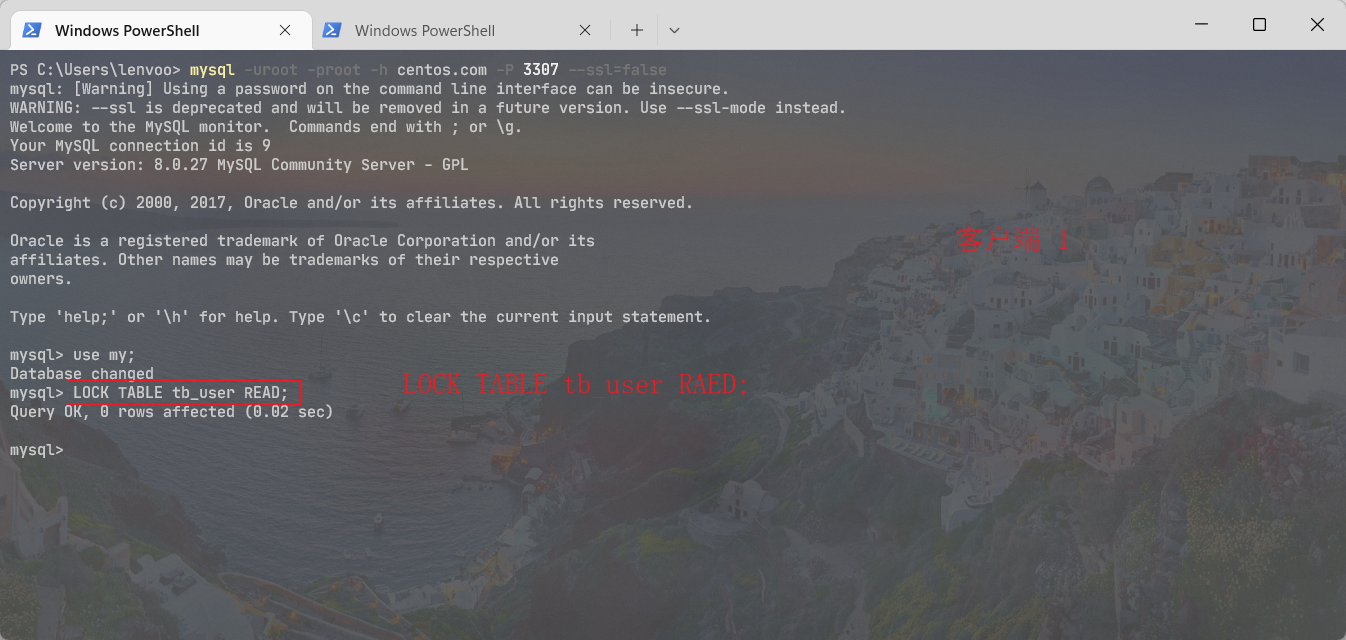 Windows PowerShell
Windows PowerShell
PS C:\Users\lenvoo> mysql -uroot -proot -h centos.com -P 3307 --ssl=false
mysql: [Warning] Using a password on the command line interface can be insecure.
WARNING: --ssl is deprecated and will be removed in a future version. Use --ssl-mode instead.
Welcome to the MySQL monitor.  Commands end with ; or \g.
Your MySQL connection id is 9
Server version: 8.0.27 MySQL Community Server - GPL
Copyright (c) 2000, 2017, Oracle and/or its affiliates. All rights reserved.
Oracle is a registered trademark of Oracle Corporation and/or its
客户端 1
affiliates. Other names may be trademarks of their respective
owners.
Type 'help;' or '\h' for help. Type '\c' to clear the current input statement.
mysql> use my;
Database changed
mysql> LOCK TABLE tb_user READ;
LOCK TABLE tb user RAED;
Query OK, 0 rows affected (0.02 sec)
mysql>